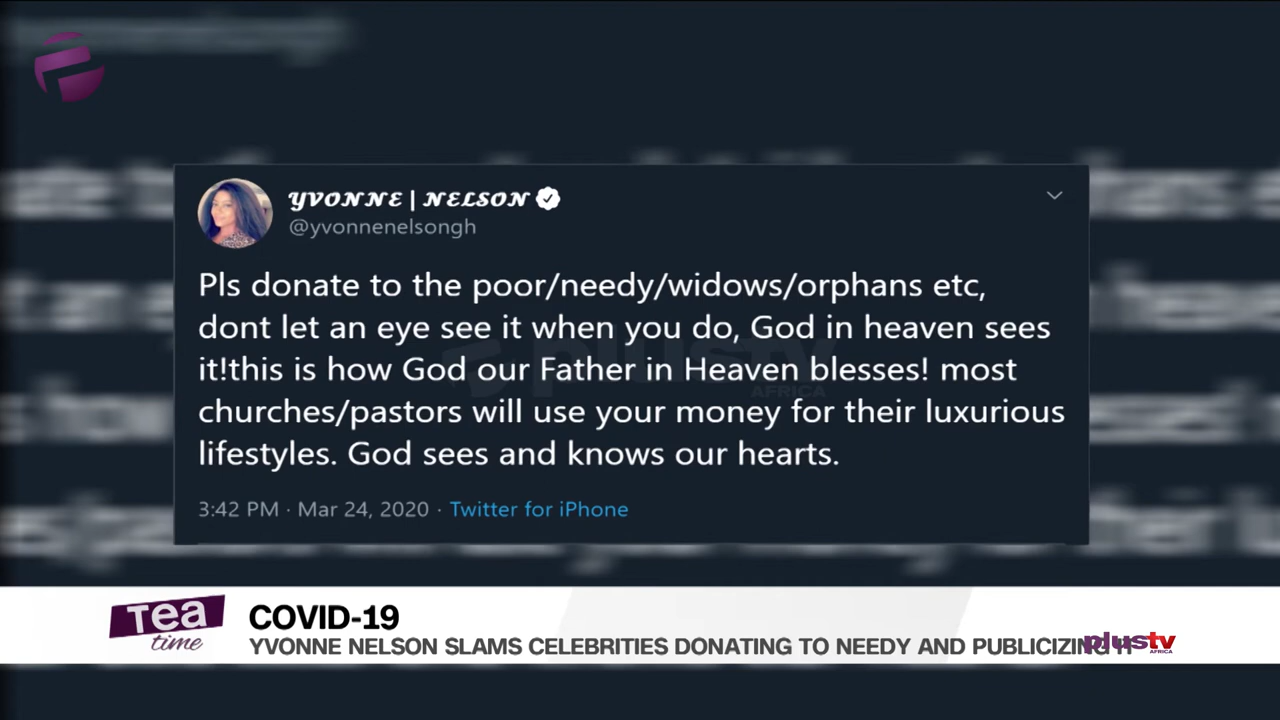 YVONNE | NELSON
@yvonnenelsongh
Pls donate to the poor/needy/widows/orphans etc,
dont let an eye see it when you do, God in heaven sees
it!this is how God our Father in Heaven blesses! most
churches/pastors will use your money for their luxurious
lifestyles. God sees and knows our hearts.
3:42 PM · Mar 24, 2020 · Twitter for iPhone
plustv
AFRICA
Tea
time
COVID-19
YVONNE NELSON SLAMS CELEBRITIES DONATING TO NEEDY AND PUBLICIZING IT
plustv
AFRICA